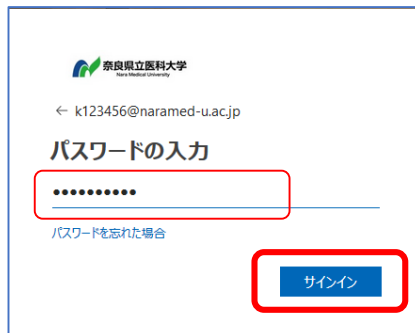 奈良県立医科大学
Nara Medical University
← k123456@naramed-u.ac.jp
パスワードの入力
••••••••••
パスワードを忘れた場合
サインイン